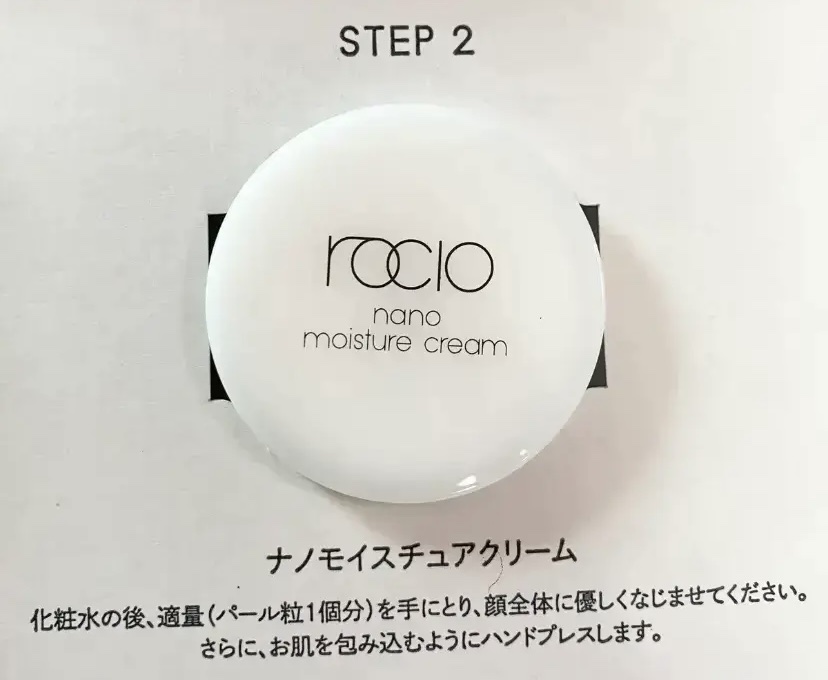 STEP 2
rocio
nano
moisture cream
ナノモイスチュアクリーム
化粧水の後、適量(パール粒1個分)を手にとり、顔全体に優しくなじませてください。
さらに、お肌を包み込むようにハンドプレスします。